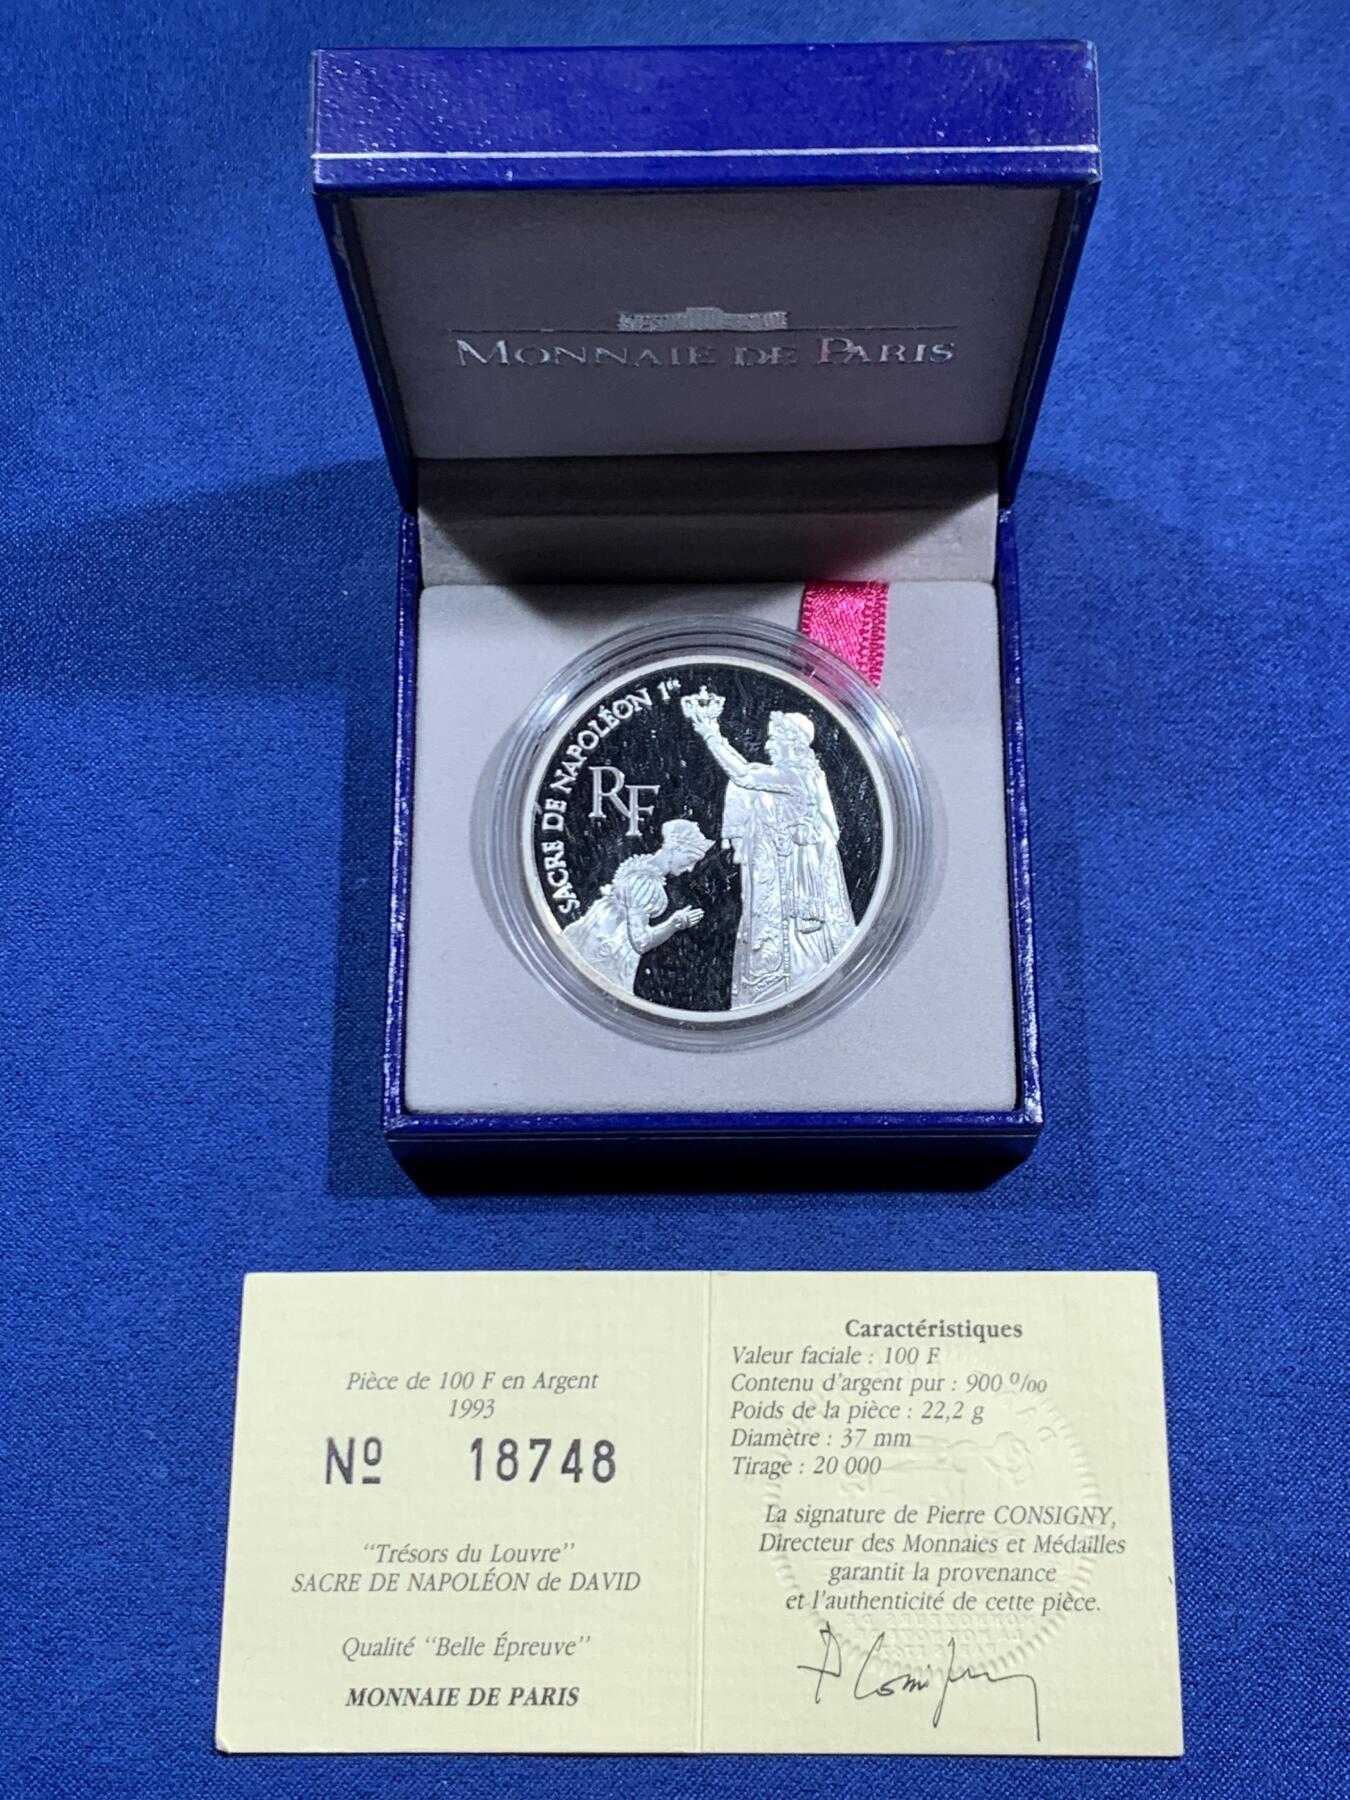 MONNAIE DE PARIS
SACRE DE NAPOLÉON 1ER
RF
Pièce de 100 F en Argent
1993
Nº 18748
"Trésors du Louvre"
SACRE DE NAPOLÉON de DAVID
Qualité "Belle Épreuve"
MONNAIE DE PARIS
Caractéristiques
Valeur faciale : 100 F
Contenu d'argent pur : 900 º/oo
Poids de la pièce : 22,2 g
Diamètre : 37 mm
Tirage : 20 000
La signature de Pierre CONSIGNY,
Directeur des Monnaies et Médailles
garantit la provenance
et l'authenticité de cette pièce.